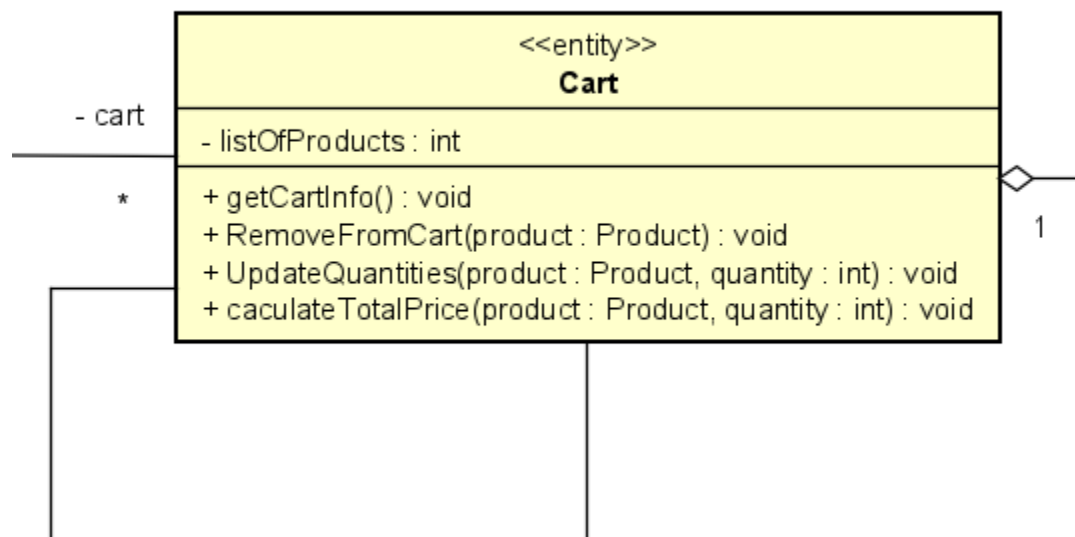 <<entity>>
Cart
- cart
- listOfProducts : int
*
+ getCartInfo() : void
+ RemoveFromCart(product : Product) : void
+ UpdateQuantities(product : Product, quantity : int) : void
+ caculateTotalPrice(product : Product, quantity : int) : void
1